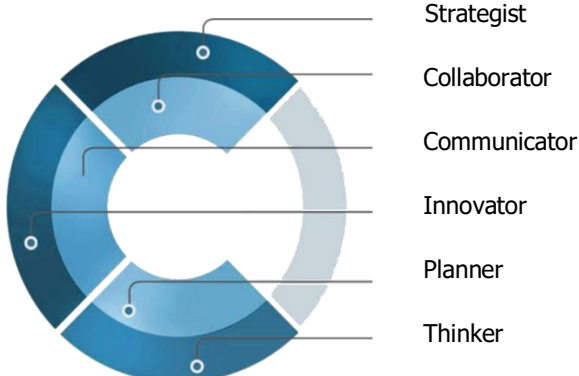 Strategist
Collaborator
Communicator
Innovator
Planner
Thinker